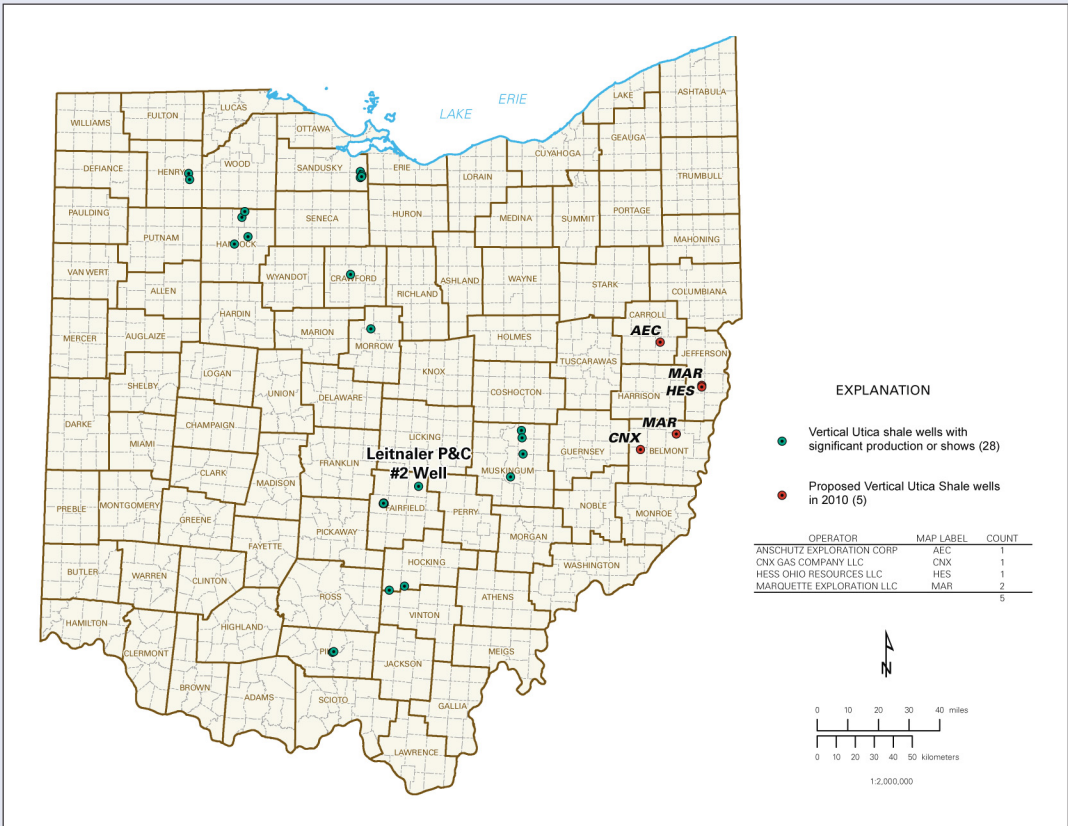 ERIE
LAKE
ASHTABULA
LAKE
LUCAS
FULTON
WILLIAMS
OTTAWA
GEAUGA
CUYAHOGA
WOOD
SANDUSKY
ERIE
DEFIANCE
HENRY
LORAIN
TRUMBULL
PAULDING
SENECA
HURON
MEDINA
SUMMIT
PORTAGE
PUTNAM
HANCOCK
MAHONING
VAN WERT
WYANDOT
CRAWFORD
ASHLAND
WAYNE
STARK
ALLEN
RICHLAND
COLUMBIANA
HARDIN
CARROLL
MERCER
AUGLAIZE
MARION
MORROW
HOLMES
AEC
JEFFERSON
TUSCARAWAS
LOGAN
KNOX
MAR
SHELBY
UNION
DELAWARE
COSHOCTON
HARRISON
HES
DARKE
CHAMPAIGN
MAR
MIAMI
LICKING
CNX
Leitnaler P&C
#2 Well
GUERNSEY
BELMONT
FRANKLIN
MUSKINGUM
CLARK
MADISON
PREBLE
MONTGOMERY
FAIRFIELD
PERRY
NOBLE
MONROE
GREENE
PICKAWAY
MORGAN
FAYETTE
HOCKING
WASHINGTON
BUTLER
WARREN
CLINTON
ROSS
ATHENS
VINTON
HAMILTON
HIGHLAND
CLERMONT
PIKE
MEIGS
JACKSON
BROWN
ADAMS
SCIOTO
GALLIA
LAWRENCE
EXPLANATION
Vertical Utica shale wells with
significant production or shows (28)
Proposed Vertical Utica Shale wells
in 2010 (5)
OPERATOR MAP LABEL COUNT
ANSCHUTZ EXPLORATION CORP AEC 1
CNX GAS COMPANY LLC CNX 1
HESS OHIO RESOURCES LLC HES 1
MARQUETTE EXPLORATION LLC MAR 2
5
N
0 10 20 30 40 miles
0 10 20 30 40 50 kilometers
1:2,000,000